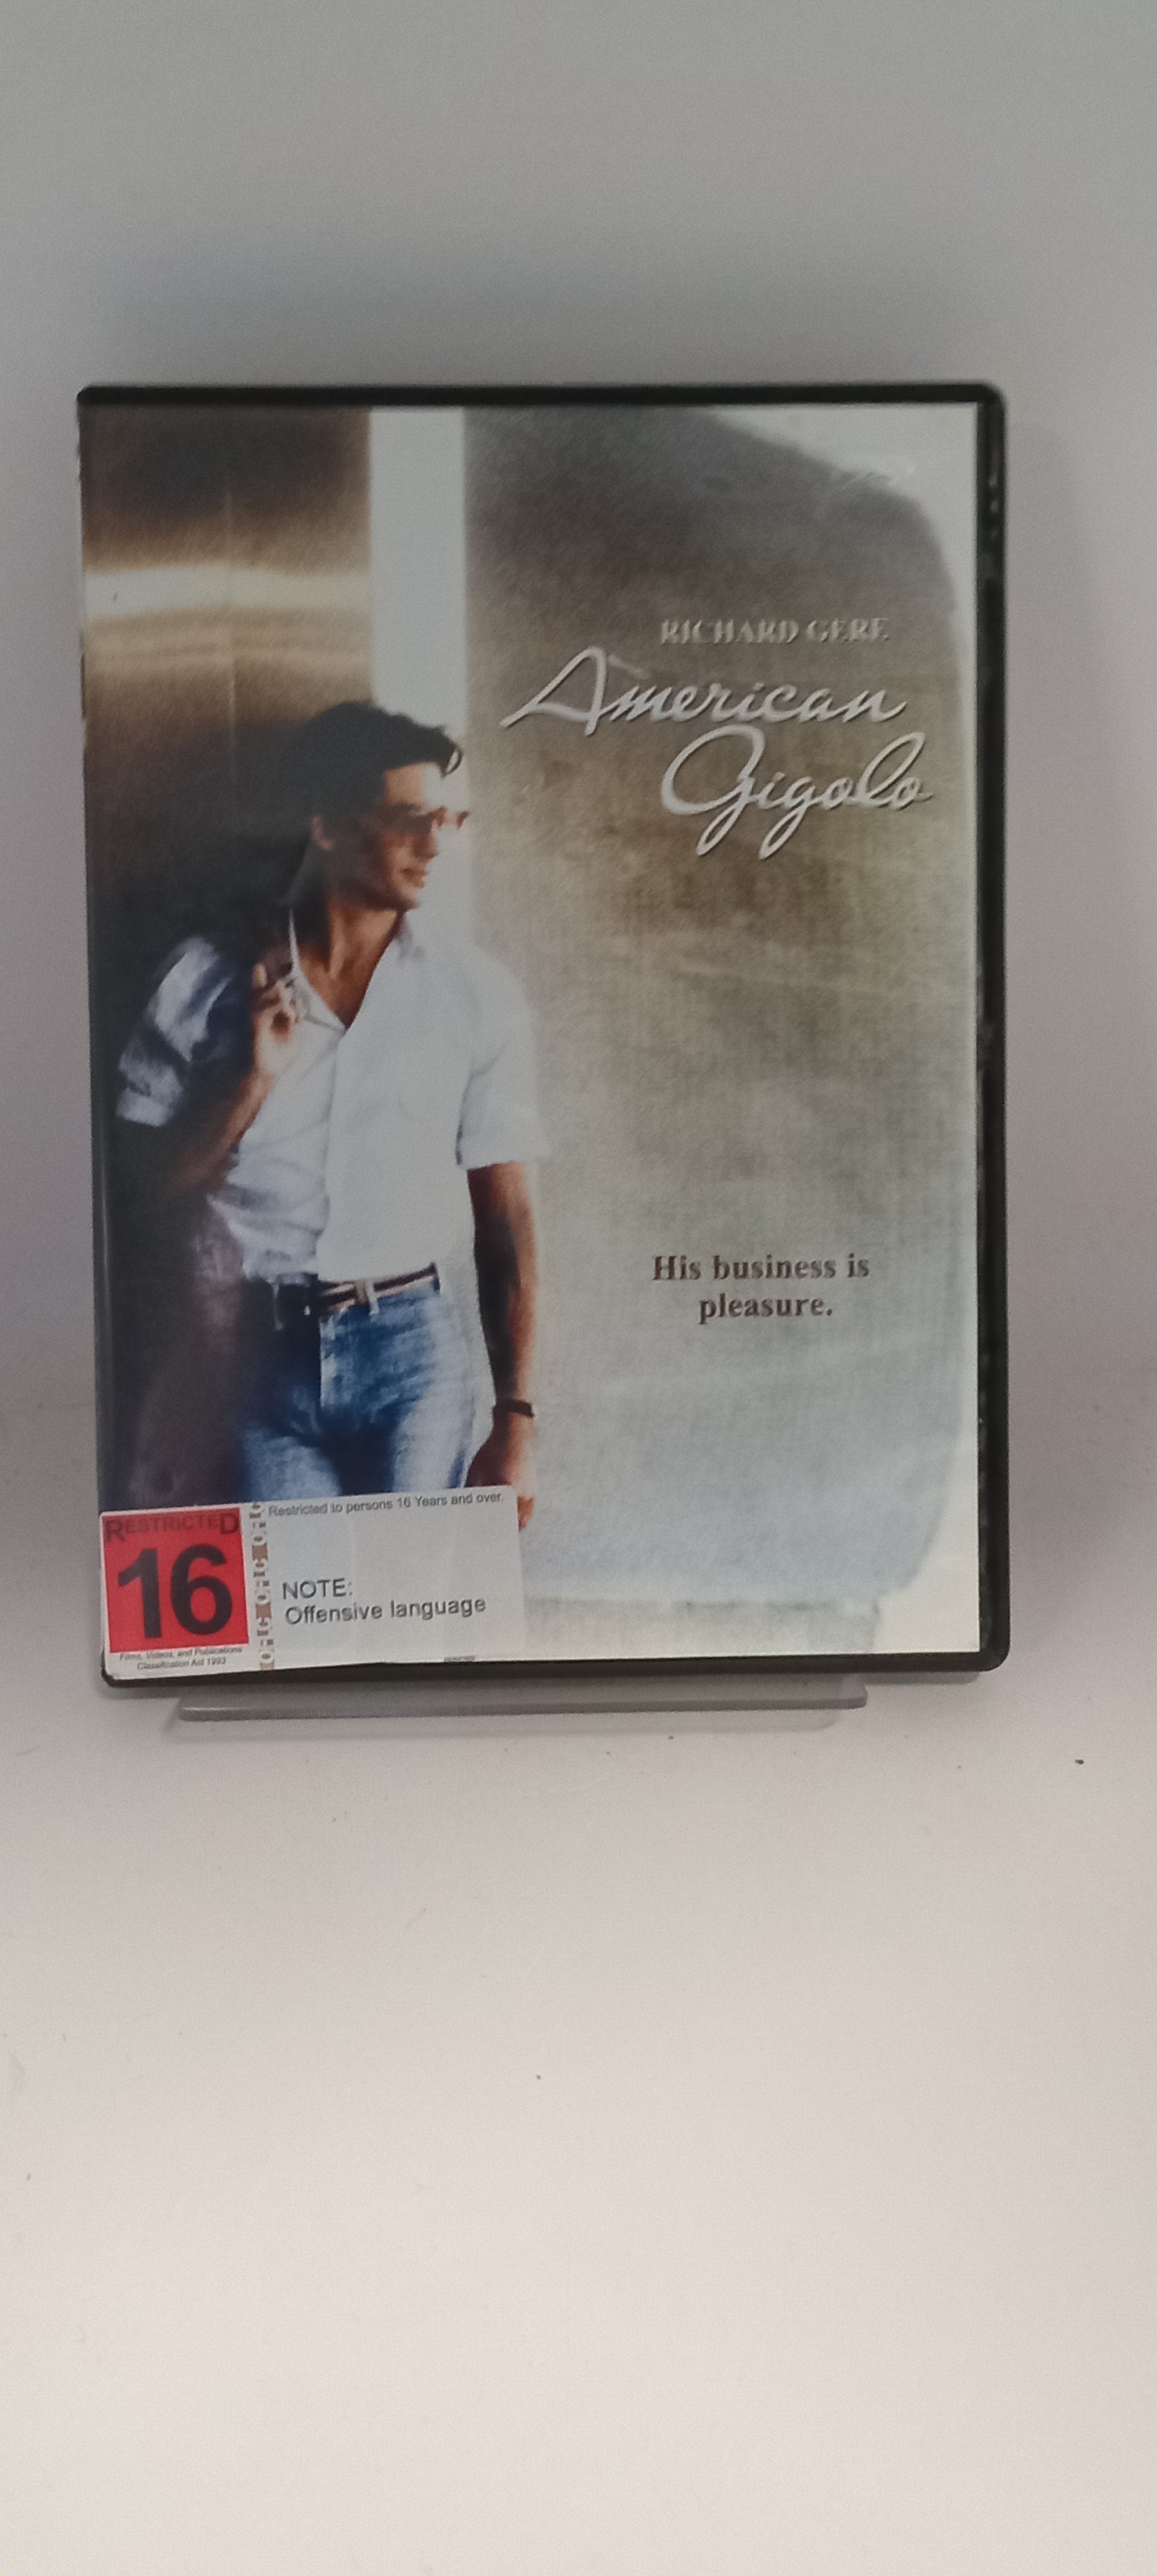 RICHARD GERE
American
Gigolo
His business is
pleasure.
RESTRICTED
16
Films, Videos, and Publications
Classification Act 1993
Restricted to persons 16 Years and over.
NOTE:
Offensive language